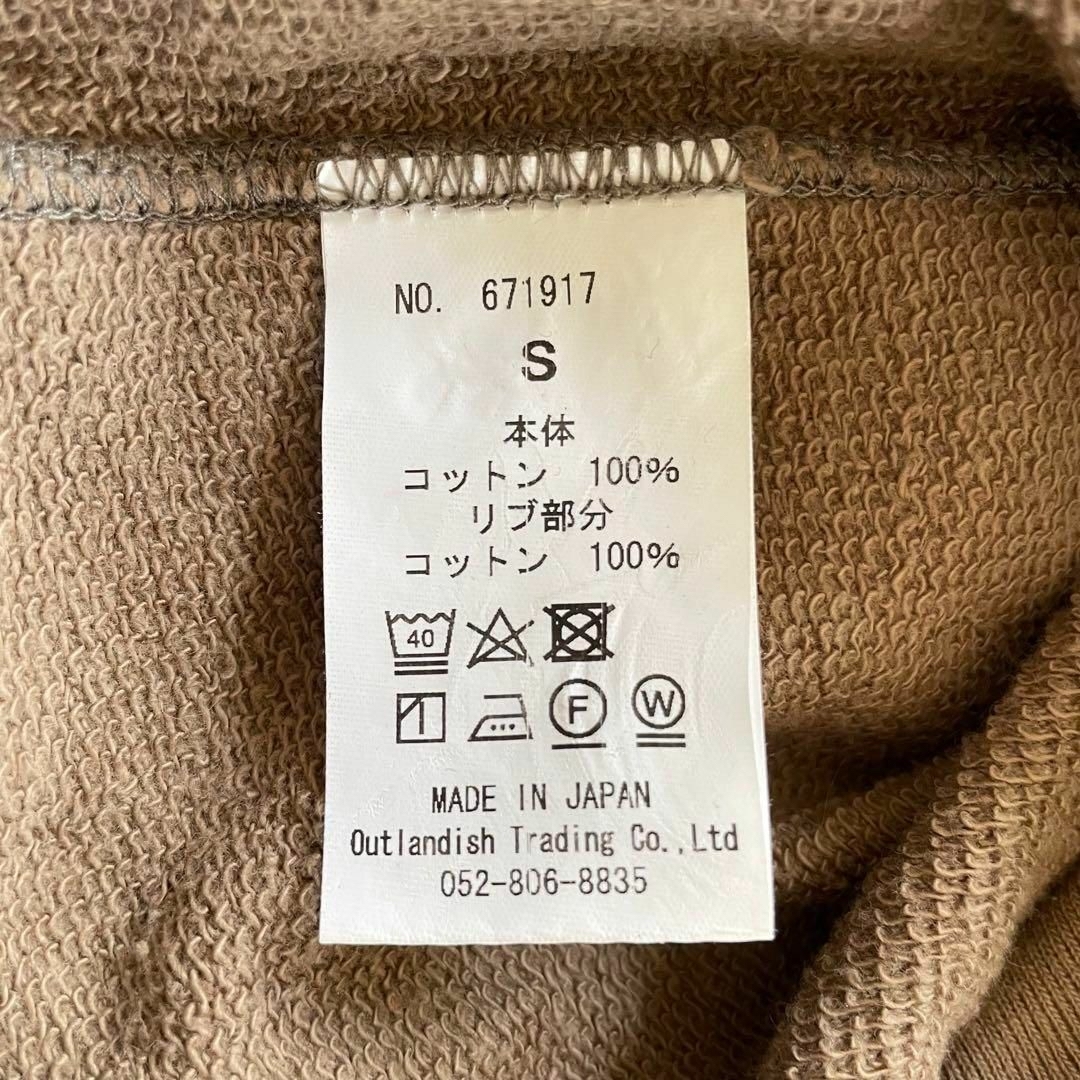 NO. 671917
S
本体
コットン 100%
リブ部分
コットン 100%
40
F W
MADE IN JAPAN
Outlandish Trading Co.,Ltd
052-806-8835